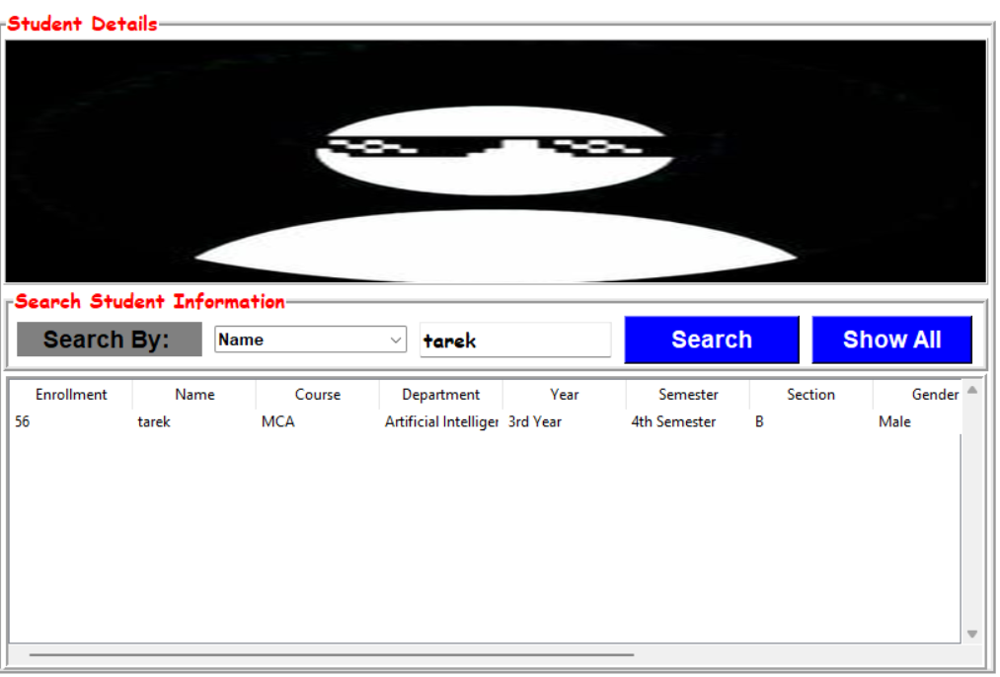 Student Details
Search Student Information
Search By: Name tarek Search Show All
Enrollment Name Course Department Year Semester Section Gender
56 tarek MCA Artificial Intelliger 3rd Year 4th Semester B Male